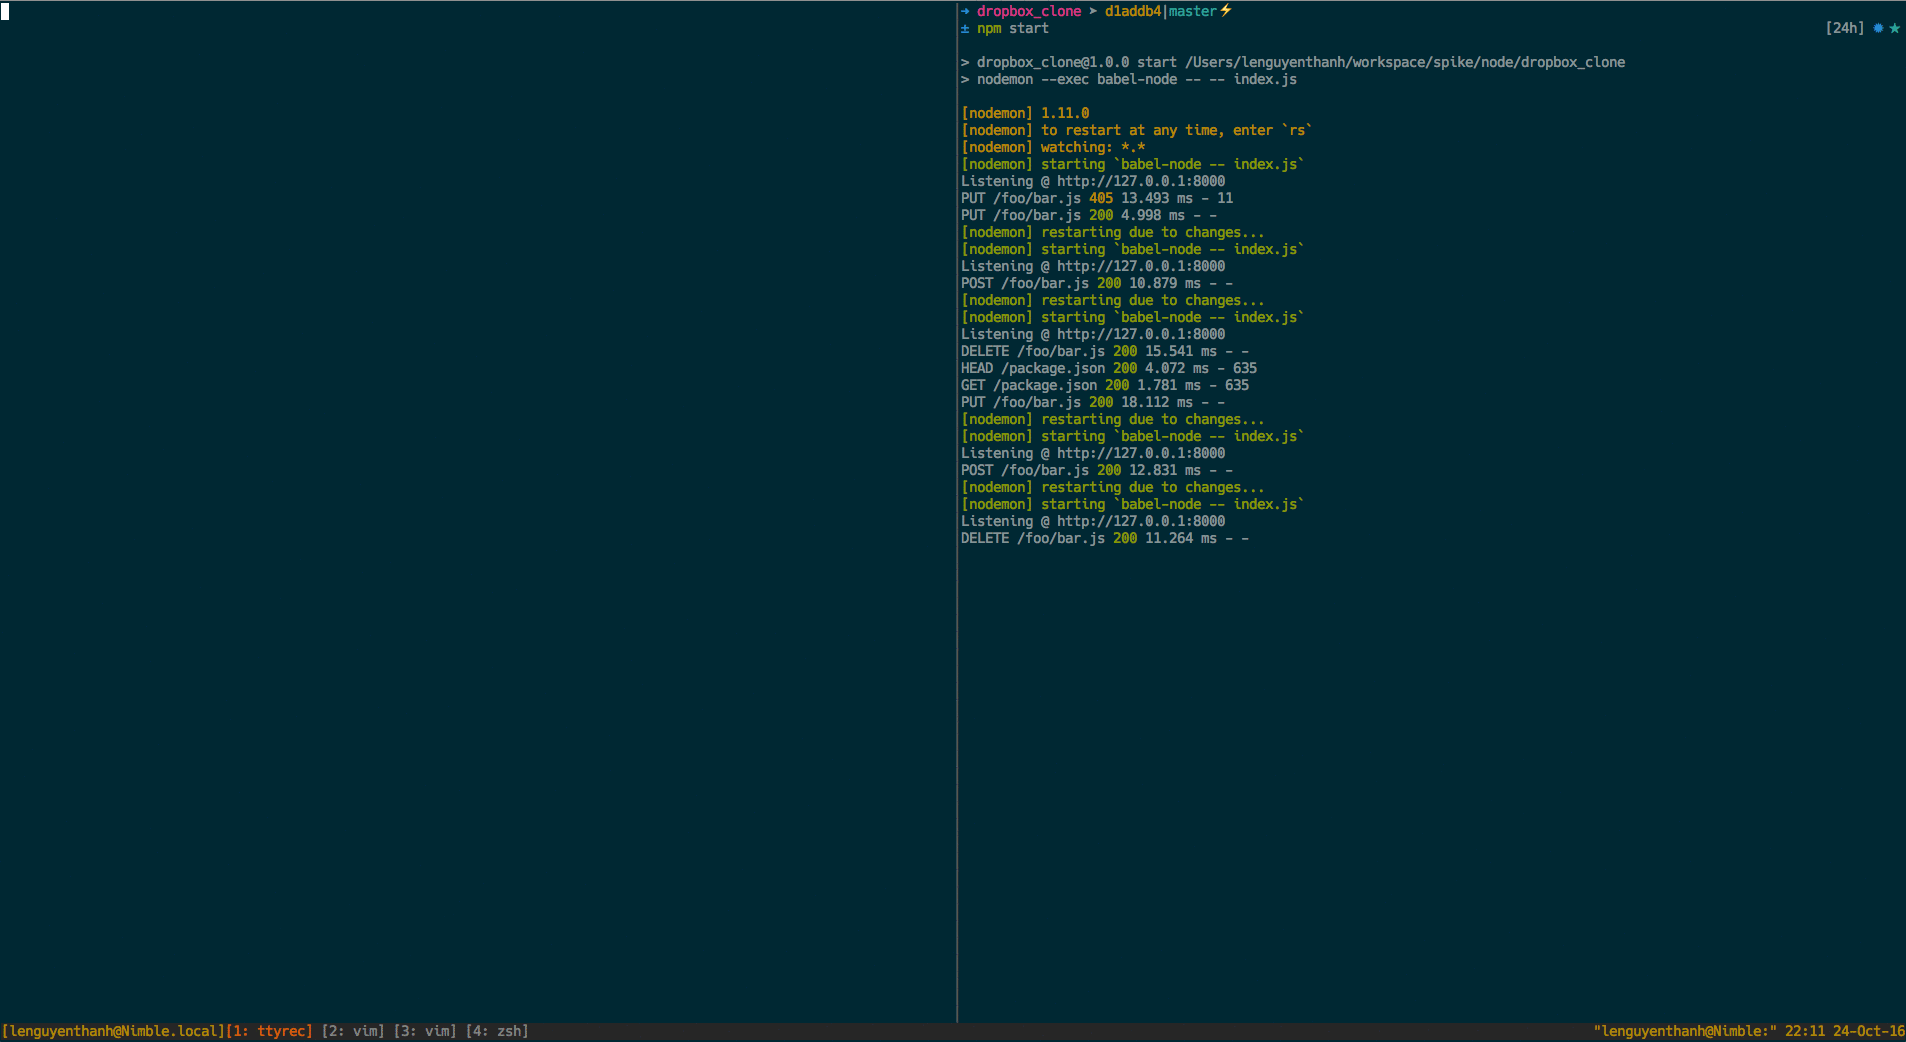 ➜ dropbox_clone ➤ d1addb4|master⚡
± npm start [24h] ✹ ★
> dropbox_clone@1.0.0 start /Users/lenguyenthanh/workspace/spike/node/dropbox_clone
> nodemon --exec babel-node -- -- index.js
[nodemon] 1.11.0
[nodemon] to restart at any time, enter `rs`
[nodemon] watching: *.*
[nodemon] starting `babel-node -- index.js`
Listening @ http://127.0.0.1:8000
PUT /foo/bar.js 405 13.493 ms - 11
PUT /foo/bar.js 200 4.998 ms - -
[nodemon] restarting due to changes...
[nodemon] starting `babel-node -- index.js`
Listening @ http://127.0.0.1:8000
POST /foo/bar.js 200 10.879 ms - -
[nodemon] restarting due to changes...
[nodemon] starting `babel-node -- index.js`
Listening @ http://127.0.0.1:8000
DELETE /foo/bar.js 200 15.541 ms - -
HEAD /package.json 200 4.072 ms - 635
GET /package.json 200 1.781 ms - 635
PUT /foo/bar.js 200 18.112 ms - -
[nodemon] restarting due to changes...
[nodemon] starting `babel-node -- index.js`
Listening @ http://127.0.0.1:8000
POST /foo/bar.js 200 12.831 ms - -
[nodemon] restarting due to changes...
[nodemon] starting `babel-node -- index.js`
Listening @ http://127.0.0.1:8000
DELETE /foo/bar.js 200 11.264 ms - -
[lenguyenthanh@Nimble.local][1: ttyrec] [2: vim] [3: vim] [4: zsh] "lenguyenthanh@Nimble:" 22:11 24-Oct-16